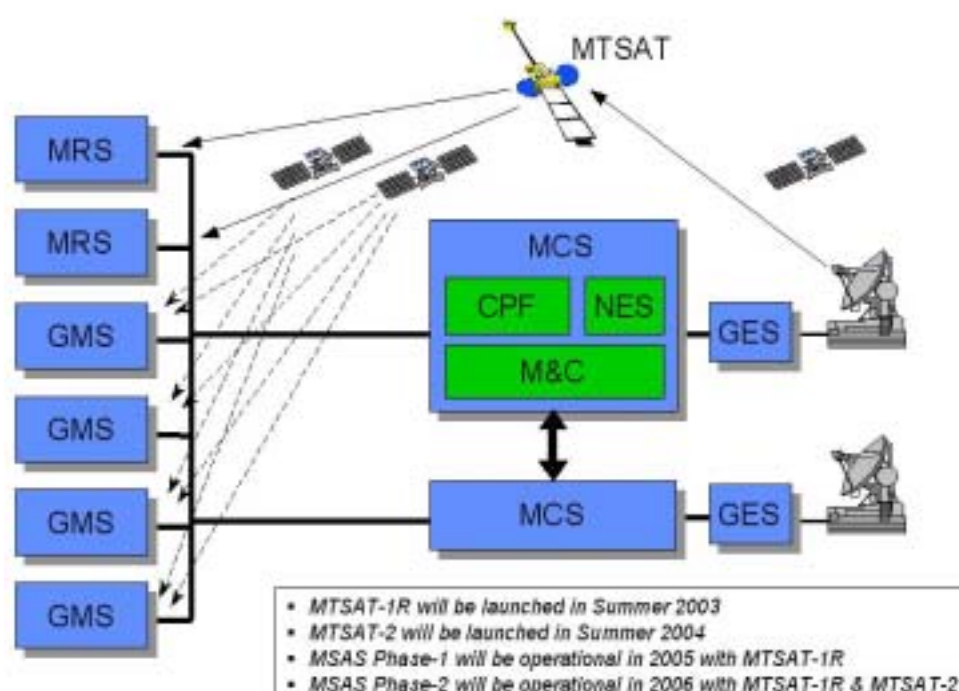 MTSAT
MRS
MRS
GMS
GMS
GMS
GMS
MCS
CPF
NES
M&C
GES
MCS
GES
• MTSAT-1R will be launched in Summer 2003
• MTSAT-2 will be launched in Summer 2004
• MSAS Phase-1 will be operational in 2005 with MTSAT-1R
• MSAS Phase-2 will be operational in 2006 with MTSAT-1R & MTSAT-2